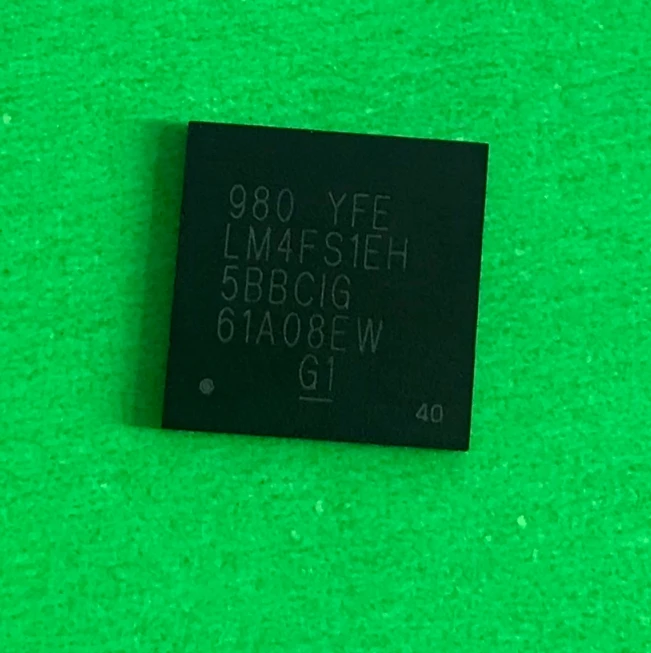 980 YFE
LM4FS1EH
5BBCIG
61A08EW
G1
40